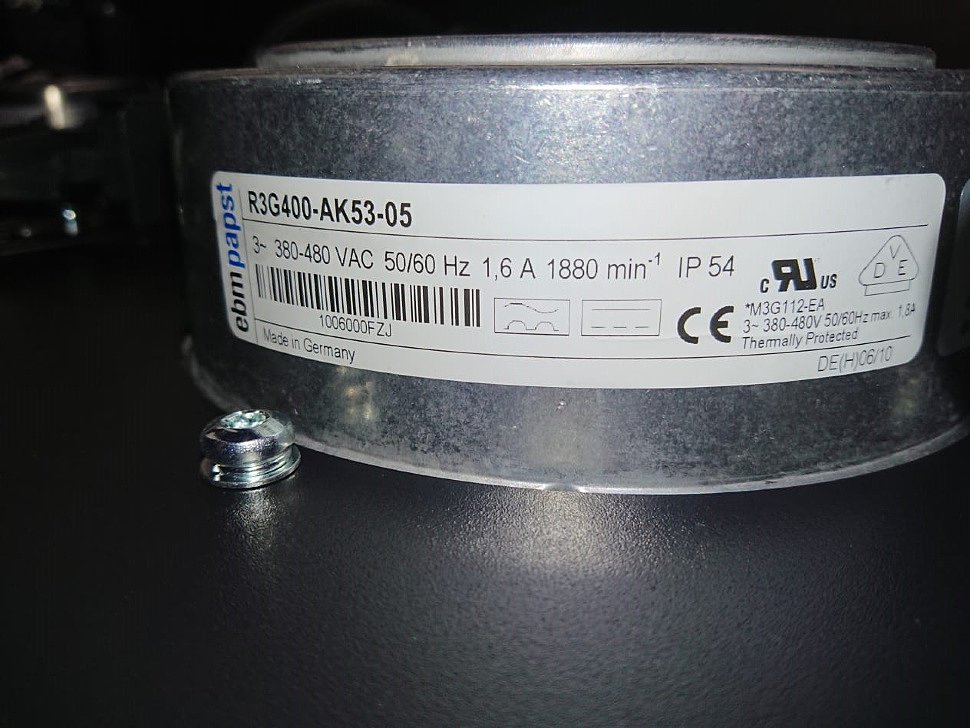 ebmpapst
R3G400-AK53-05
3~ 380-480 VAC 50/60 Hz 1,6 A 1880 min-1 IP 54
1006000FZJ
Made in Germany
CE
c RU US
*M3G112-EA
3~ 380-480V 50/60Hz max. 1,8A
Thermally Protected
DVE
DE(H)06/10